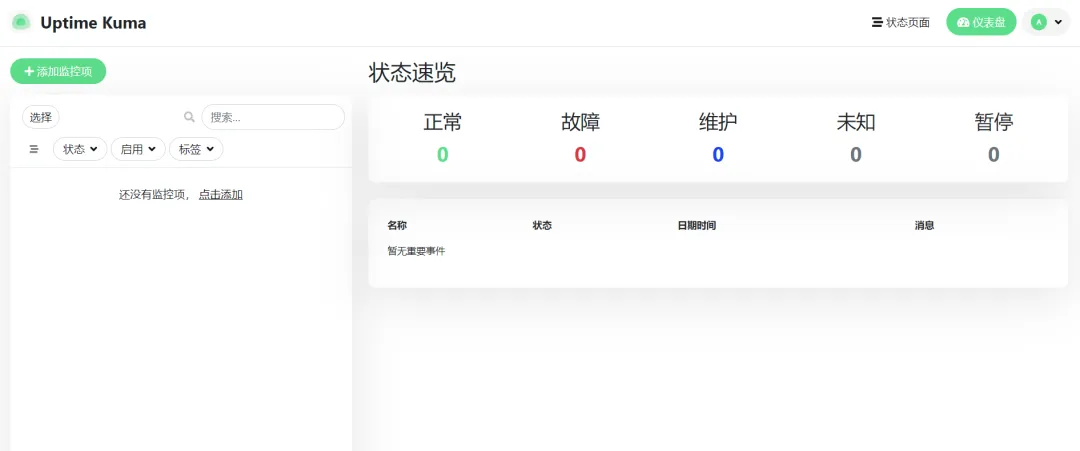 Uptime Kuma
状态页面
仪表盘
A
添加监控项
选择
搜索...
状态 启用 标签
还没有监控项， 点击添加
状态速览
正常 故障 维护 未知 暂停
0 0 0 0 0
名称 状态 日期时间 消息
暂无重要事件